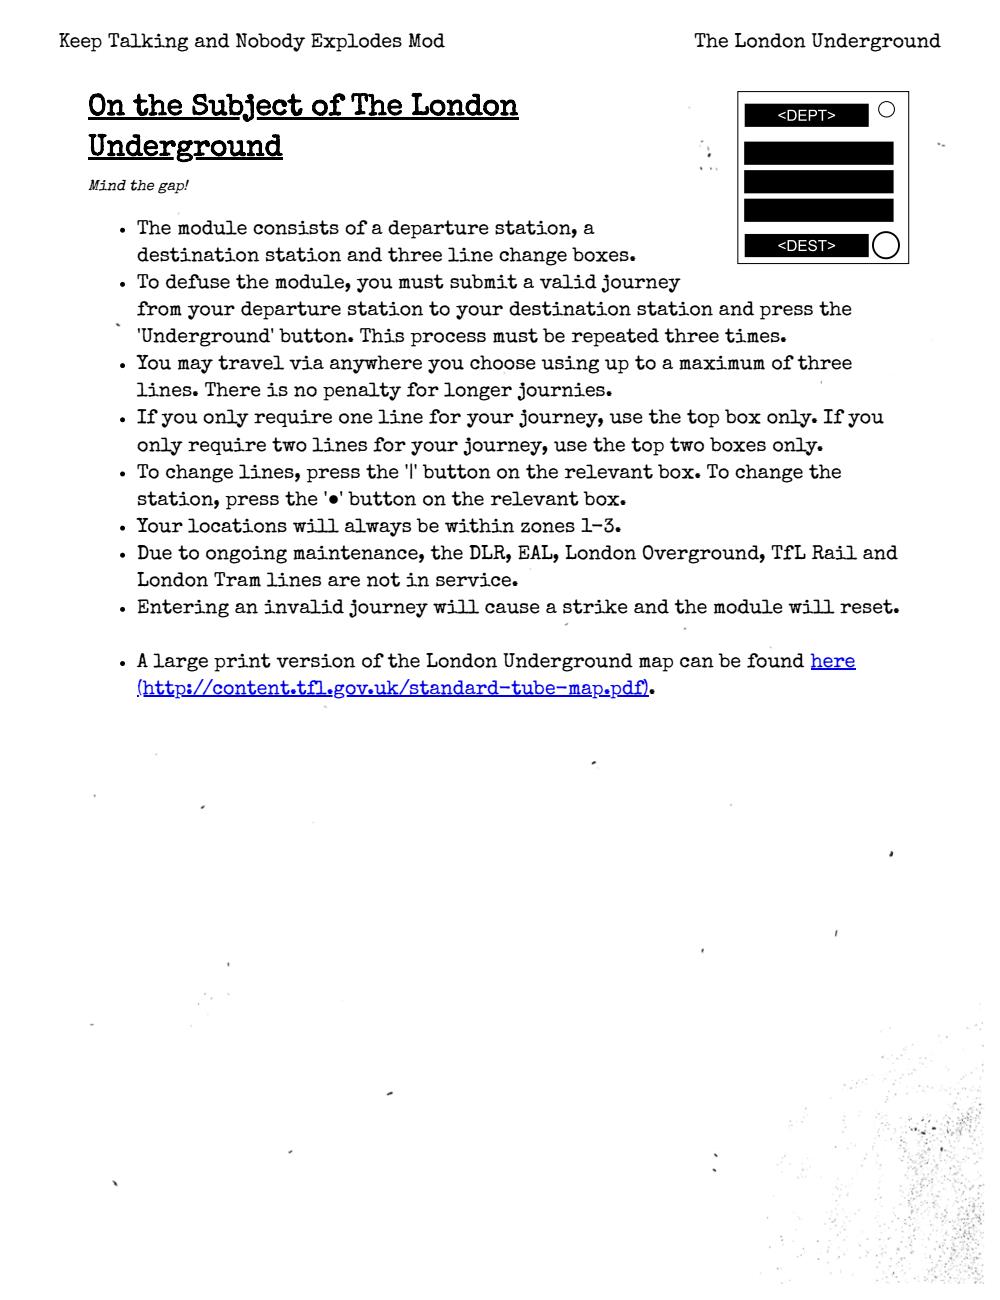 Keep Talking and Nobody Explodes Mod
The London Underground
On the Subject of The London
Underground
Mind the gap!
<DEPT>
<DEST>
• The module consists of a departure station, a
destination station and three line change boxes.
• To defuse the module, you must submit a valid journey
from your departure station to your destination station and press the
'Underground' button. This process must be repeated three times.
• You may travel via anywhere you choose using up to a maximum of three
lines. There is no penalty for longer journies.
• If you only require one line for your journey, use the top box only. If you
only require two lines for your journey, use the top two boxes only.
• To change lines, press the '|' button on the relevant box. To change the
station, press the '●' button on the relevant box.
• Your locations will always be within zones 1-3.
• Due to ongoing maintenance, the DLR, EAL, London Overground, TfL Rail and
London Tram lines are not in service.
• Entering an invalid journey will cause a strike and the module will reset.
• A large print version of the London Underground map can be found here
(http://content.tfl.gov.uk/standard-tube-map.pdf).